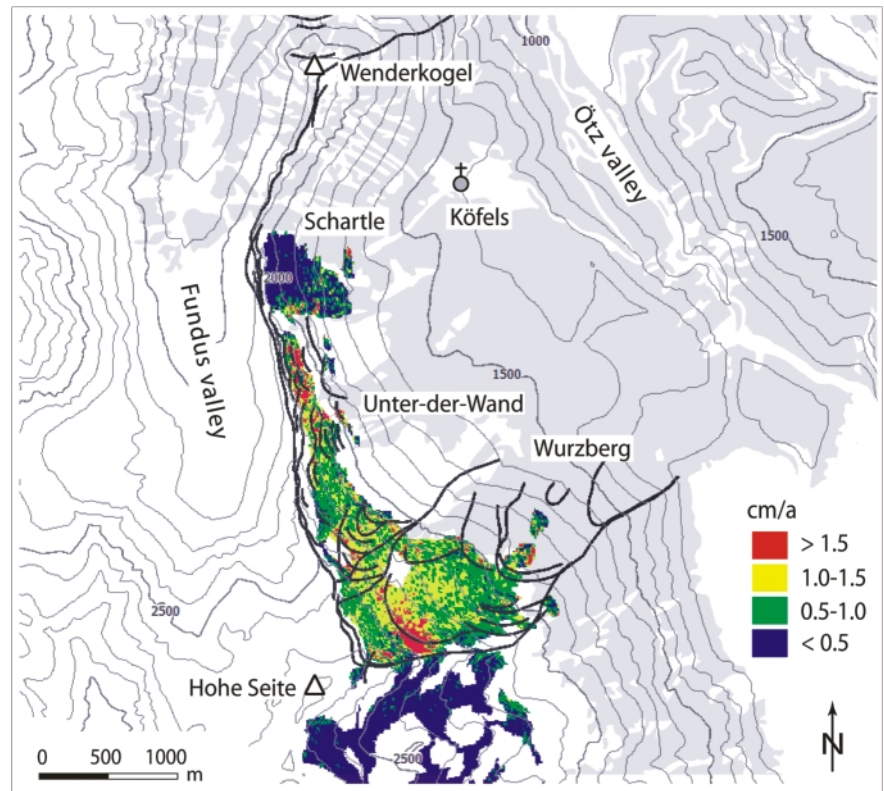 1000
Wenderkogel
Ötz valley
Köfels
Schartle
1500
2000
Fundus valley
1500
Unter-der-Wand
Wurzberg
cm/a
> 1.5
1.0-1.5
0.5-1.0
< 0.5
2500
Hohe Seite
2500
0 500 1000
m
N